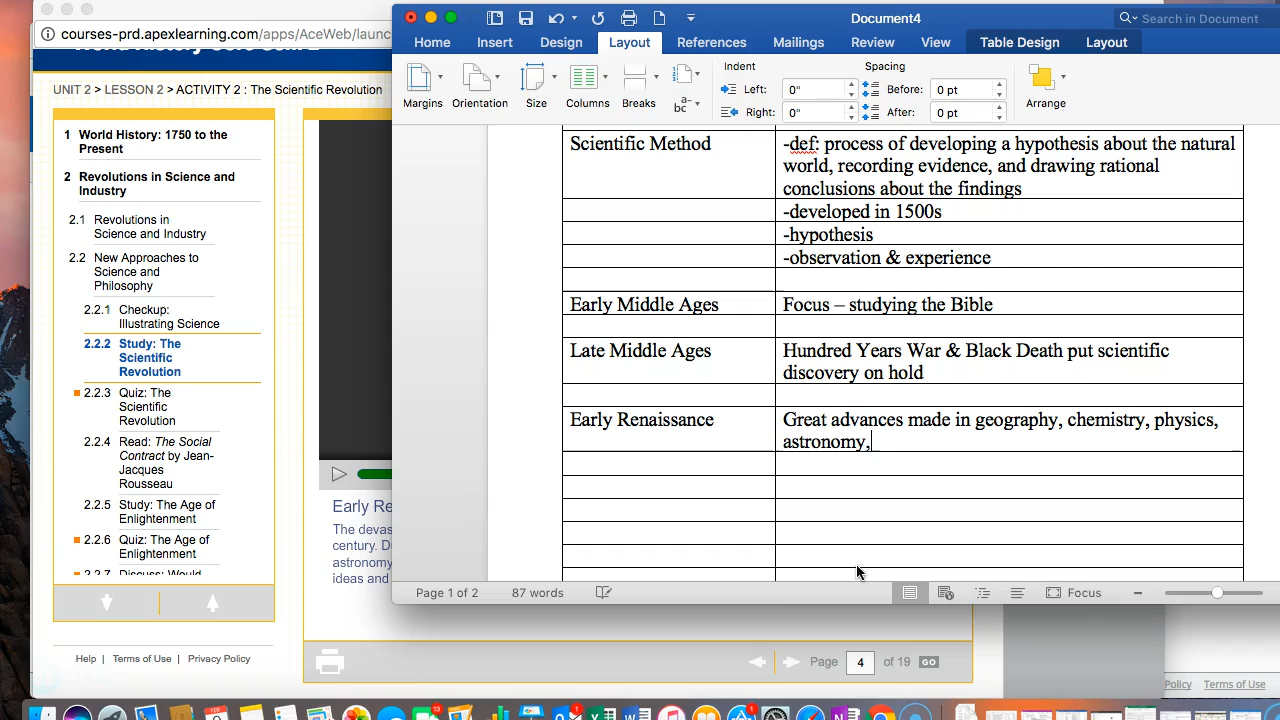 Document4
Search in Document
courses-prd.apexlearning.com/apps/AceWeb/launc
Home Insert Design Layout References Mailings Review View Table Design Layout
Margins Orientation Size Columns Breaks
Indent
Left: 0"
Right: 0"
Spacing
Before: 0 pt
After: 0 pt
Arrange
UNIT 2 > LESSON 2 > ACTIVITY 2 : The Scientific Revolution
1 World History: 1750 to the
Present
2 Revolutions in Science and
Industry
2.1 Revolutions in
Science and Industry
2.2 New Approaches to
Science and
Philosophy
2.2.1 Checkup:
Illustrating Science
2.2.2 Study: The
Scientific
Revolution
2.2.3 Quiz: The
Scientific
Revolution
2.2.4 Read: The Social
Contract by Jean-
Jacques
Rousseau
2.2.5 Study: The Age of
Enlightenment
2.2.6 Quiz: The Age of
Enlightenment
2.2.7 Discuss: Would
Help | Terms of Use | Privacy Policy
Early Re
The devas
century. D
astronomy
ideas and
Scientific Method
-def: process of developing a hypothesis about the natural
world, recording evidence, and drawing rational
conclusions about the findings
-developed in 1500s
-hypothesis
-observation & experience
Early Middle Ages
Focus – studying the Bible
Late Middle Ages
Hundred Years War & Black Death put scientific
discovery on hold
Early Renaissance
Great advances made in geography, chemistry, physics,
astronomy,
Page 1 of 2 87 words Focus
Page 4 of 19 GO
Policy Terms of Use